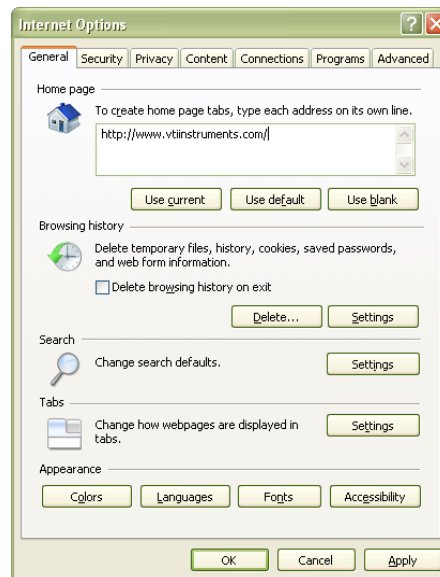 Internet Options
General Security Privacy Content Connections Programs Advanced
Home page
To create home page tabs, type each address on its own line.
http://www.vtiinstruments.com/
Use current Use default Use blank
Browsing history
Delete temporary files, history, cookies, saved passwords,
and web form information.
Delete browsing history on exit
Delete... Settings
Search
Change search defaults. Settings
Tabs
Change how webpages are displayed in
tabs.
Settings
Appearance
Colors Languages Fonts Accessibility
OK Cancel Apply